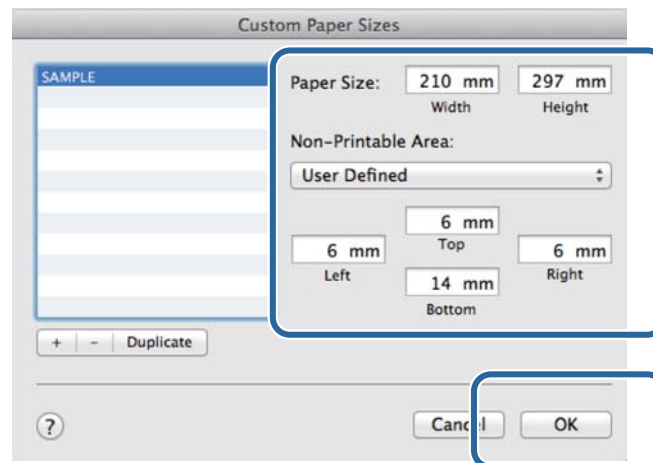 Custom Paper Sizes
SAMPLE
Paper Size:
210 mm
297 mm
Width
Height
Non-Printable Area:
User Defined
6 mm
Top
6 mm
Left
6 mm
Right
14 mm
Bottom
+ - Duplicate
?
Cancel
OK